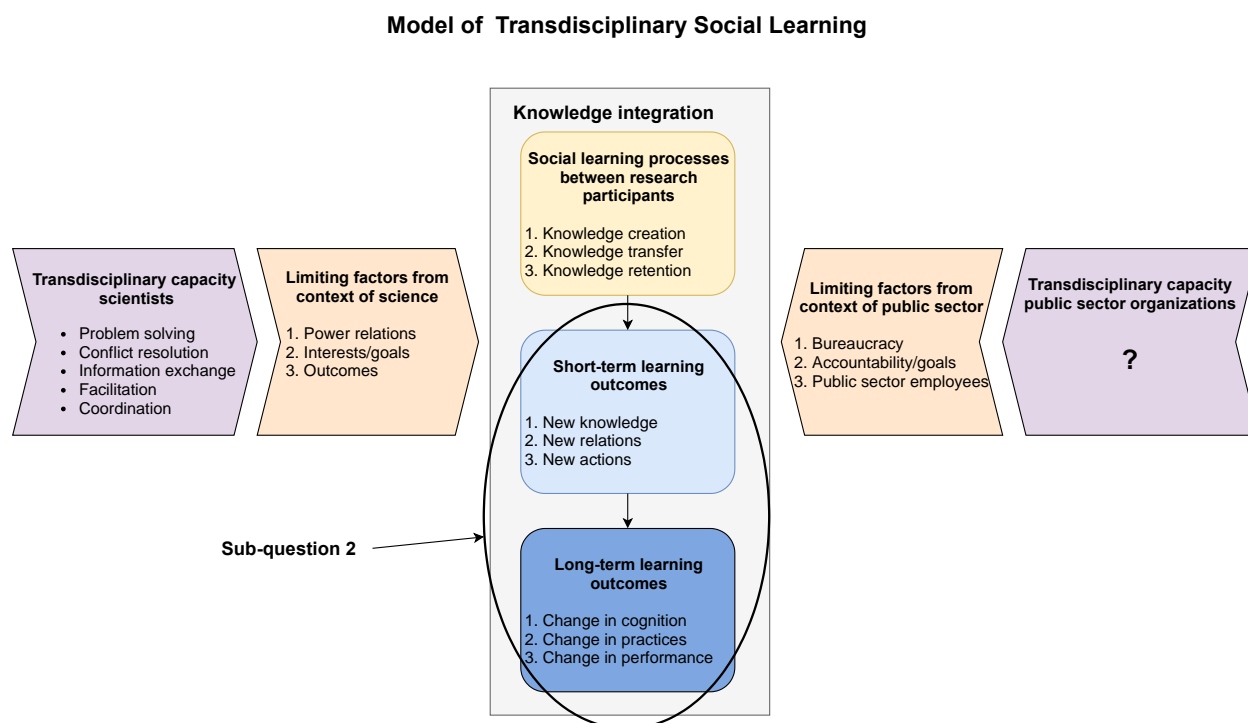 Model of  Transdisciplinary Social Learning
Knowledge integration
Social learning processes
between research
participants
1. Knowledge creation
2. Knowledge transfer
3. Knowledge retention
Transdisciplinary capacity
scientists
• Problem solving
• Conflict resolution
• Information exchange
• Facilitation
• Coordination
Limiting factors from
context of science
1. Power relations
2. Interests/goals
3. Outcomes
Short-term learning
outcomes
1. New knowledge
2. New relations
3. New actions
Limiting factors from
context of public sector
1. Bureaucracy
2. Accountability/goals
3. Public sector employees
Transdisciplinary capacity
public sector organizations
?
Sub-question 2
Long-term learning
outcomes
1. Change in cognition
2. Change in practices
3. Change in performance